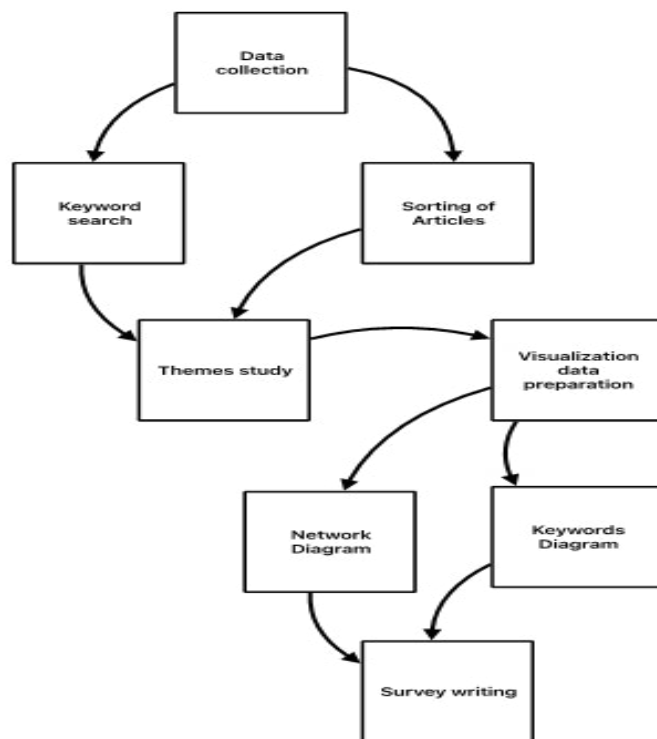 Data
collection
Keyword
search
Sorting of
Articles
Themes study
Visualization
data
preparation
Network
Diagram
Keywords
Diagram
Survey writing